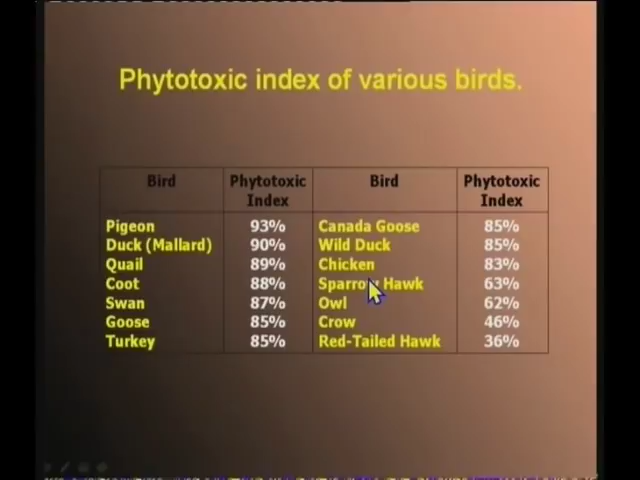 Phytotoxic index of various birds.
Bird Phytotoxic Index Bird Phytotoxic Index
Pigeon 93% Canada Goose 85%
Duck (Mallard) 90% Wild Duck 85%
Quail 89% Chicken 83%
Coot 88% Sparrow Hawk 63%
Swan 87% Owl 62%
Goose 85% Crow 46%
Turkey 85% Red-Tailed Hawk 36%